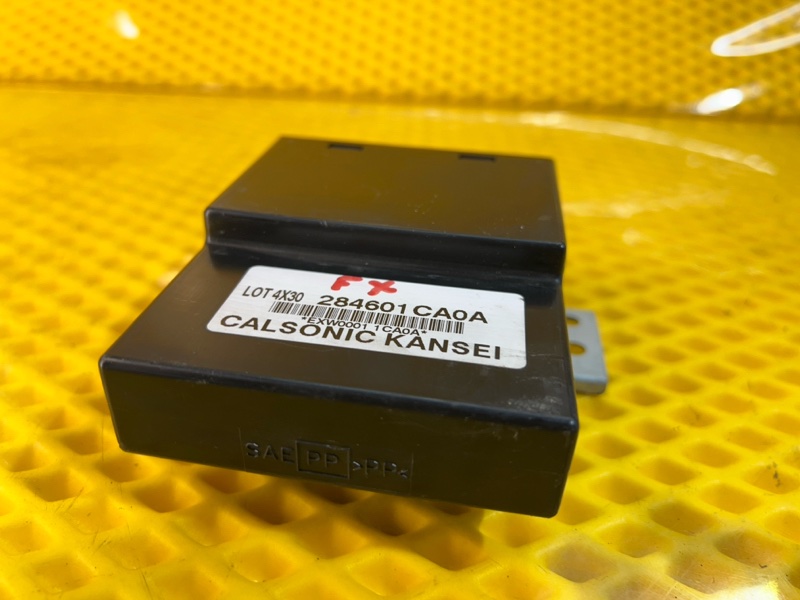 FX
LOT 4X30 284601CA0A
*EXW0001 1CA0A*
CALSONIC KANSEI
SAE PP >PP<